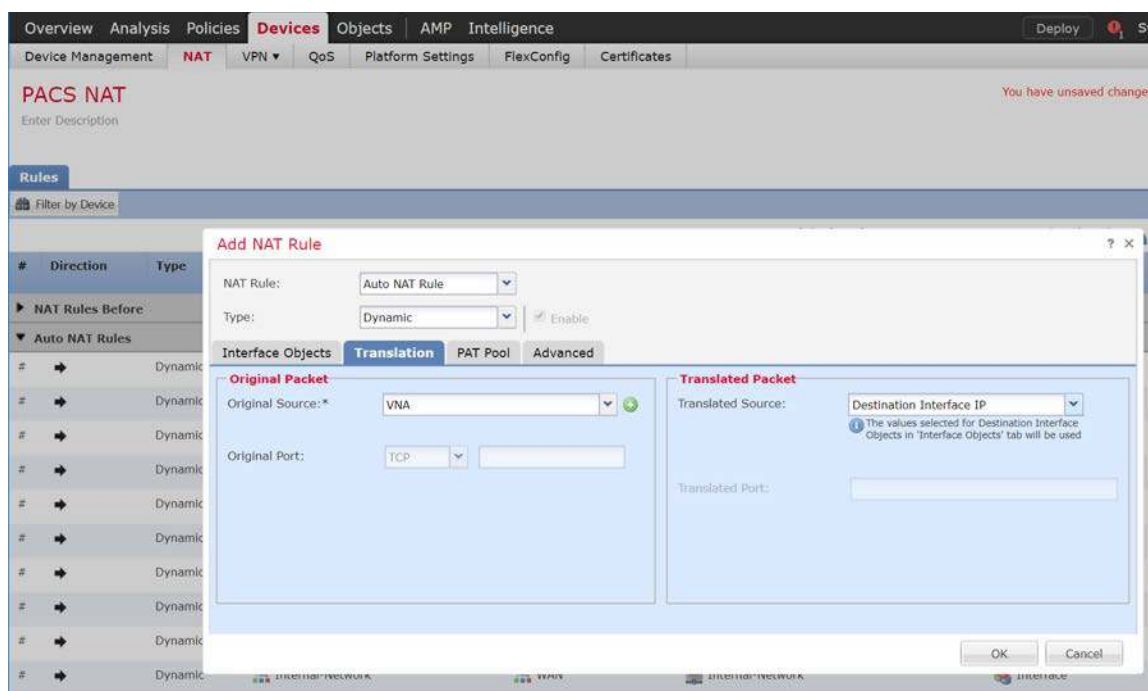 Overview Analysis Policies Devices Objects AMP Intelligence Deploy 1 S
Device Management NAT VPN QoS Platform Settings FlexConfig Certificates
PACS NAT
You have unsaved change
Enter Description
Rules
Filter by Device
Add NAT Rule ? ×
# Direction Type
NAT Rule: Auto NAT Rule
NAT Rules Before
Type: Dynamic Enable
Auto NAT Rules
Interface Objects Translation PAT Pool Advanced
# Dynamic
Original Packet Translated Packet
Original Source:* VNA Translated Source: Destination Interface IP
# Dynamic
The values selected for Destination Interface
Objects in 'Interface Objects' tab will be used
# Dynamic
Original Port: TCP
# Dynamic
Translated Port:
# Dynamic
# Dynamic
# Dynamic
# Dynamic
# Dynamic
OK Cancel
# Dynamic Internal-Network WAN Internal-Network Interface